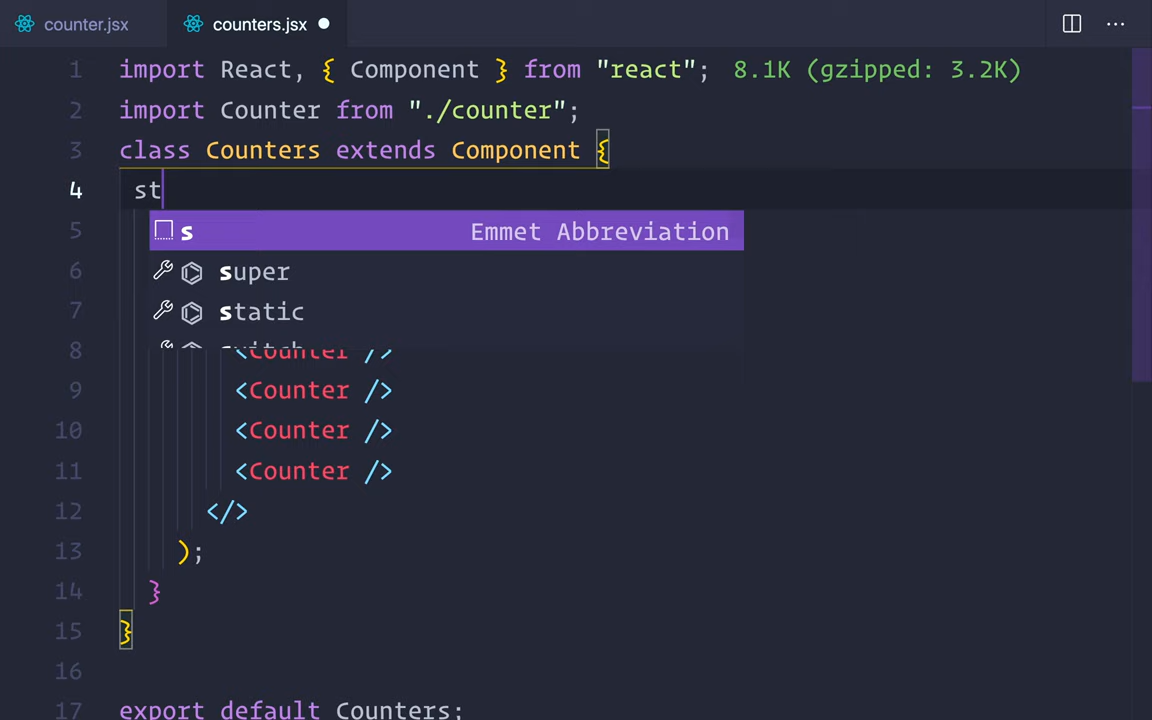 counter.jsx counters.jsx
1 import React, { Component } from "react"; 8.1K (gzipped: 3.2K)
2 import Counter from "./counter";
3 class Counters extends Component {
4 st
5 s Emmet Abbreviation
6 super
7 static
8 <Counter />
9 <Counter />
10 <Counter />
11 <Counter />
12 </>
13 );
14 }
15 }
16
17 export default Counters;